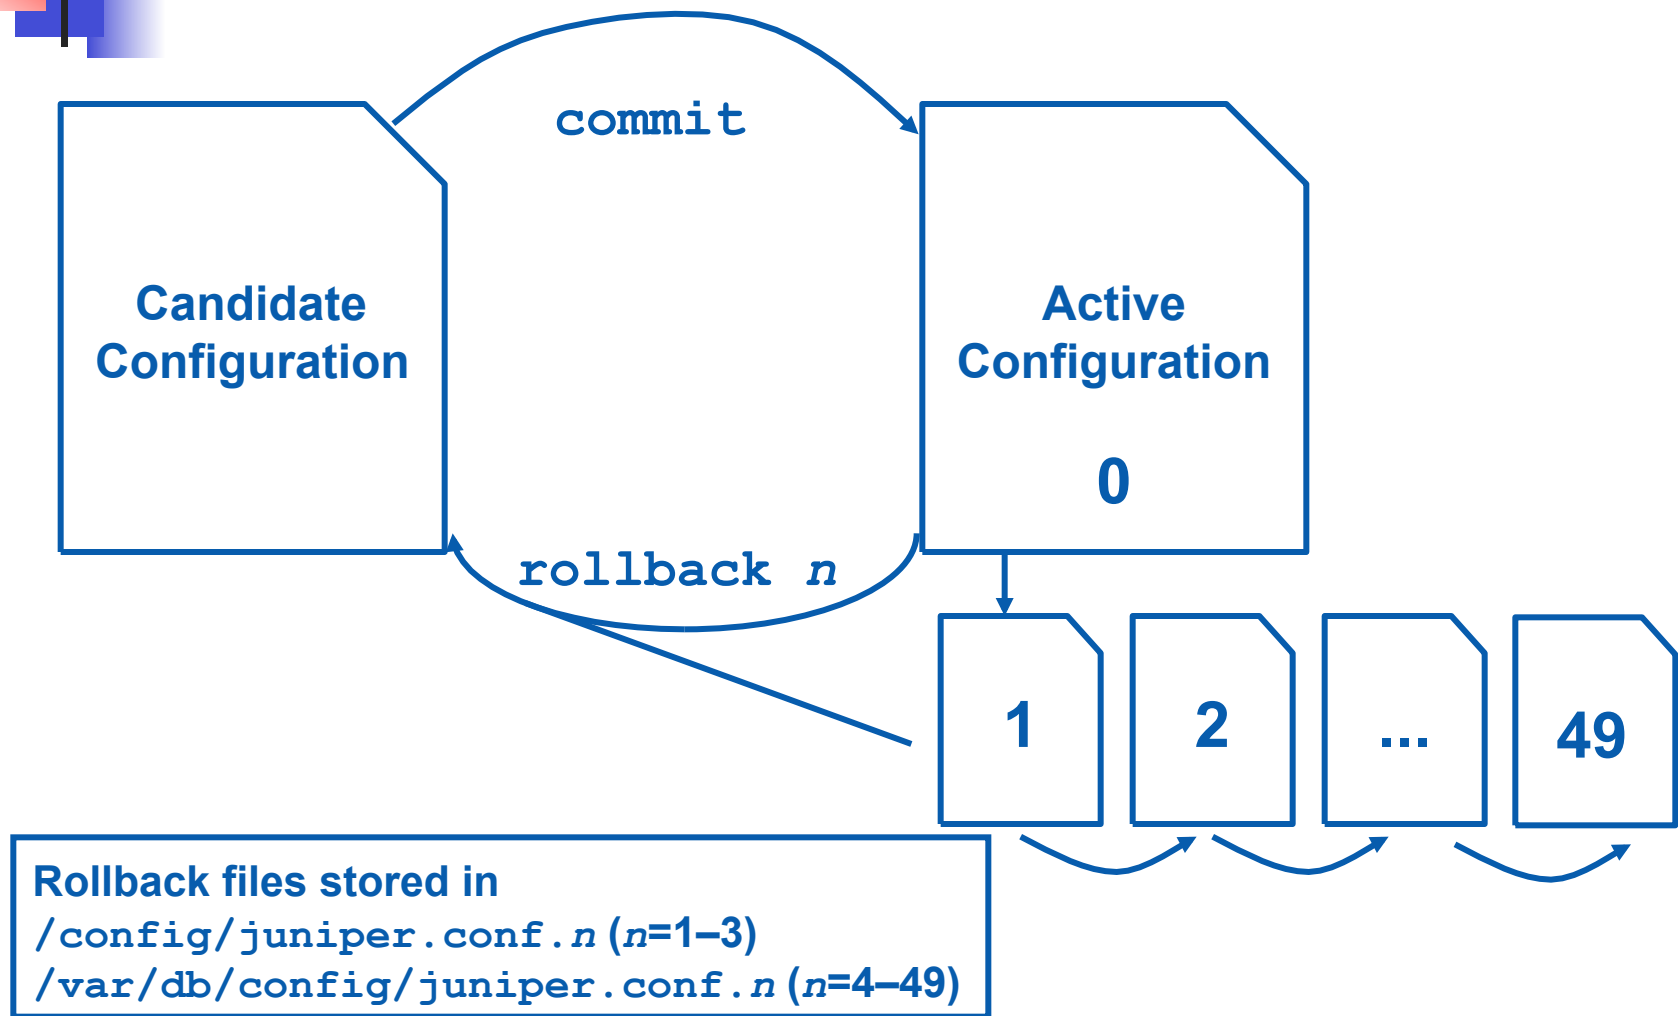 commit
Candidate
Configuration
Active
Configuration
0
rollback n
1
2
...
49
Rollback files stored in
/config/juniper.conf.n (n=1–3)
/var/db/config/juniper.conf.n (n=4–49)